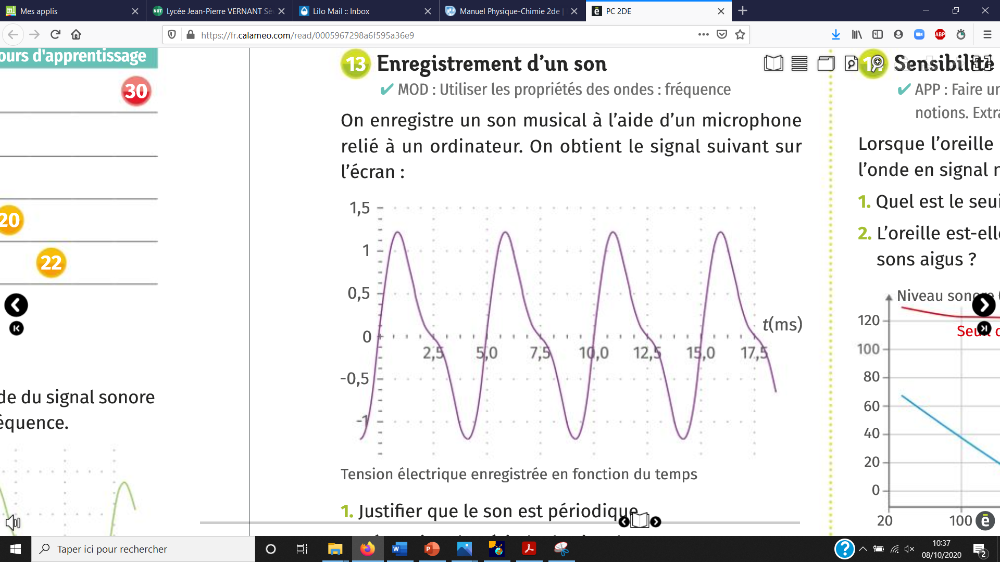 Mes applis
Lycée Jean-Pierre VERNANT Sè
Lilo Mail :: Inbox
Manuel Physique-Chimie 2de |
PC 2DE
https://fr.calameo.com/read/0005967298a6f595a36e9
ABP
ours d'apprentissage
30
20
22
de du signal sonore
équence.
13 Enregistrement d'un son
✔ MOD : Utiliser les propriétés des ondes : fréquence
On enregistre un son musical à l'aide d'un microphone
relié à un ordinateur. On obtient le signal suivant sur
l'écran :
1,5
1
0,5
0
-0,5
-1
t(ms)
2,5 5,0 7,5 10,0 12,5 15,0 17,5
Tension électrique enregistrée en fonction du temps
1. Justifier que le son est périodique
Sensibilité
✔ APP : Faire un
notions. Extra
Lorsque l'oreille
l'onde en signal n
1. Quel est le seui
2. L'oreille est-elle
sons aigus ?
Niveau sonore (
120
100
80
60
40
20
0
Seuil d
20 100
Taper ici pour rechercher
10:37
08/10/2020
2